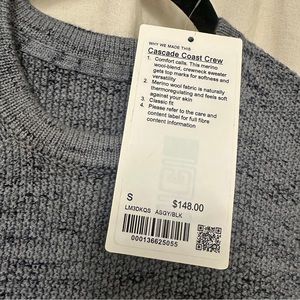 WHY WE MADE THIS
Cascade Coast Crew
1. Comfort calls. This merino
wool-blend, crewneck sweater
gets top marks for softness and
versatility
2. Merino wool fabric is naturally
thermoregulating and feels soft
against your skin
3. Classic fit
4. Please refer to the care and
content label for full fibre
content information
S $148.00
LM3DKQS ASGY/BLK
000136625055